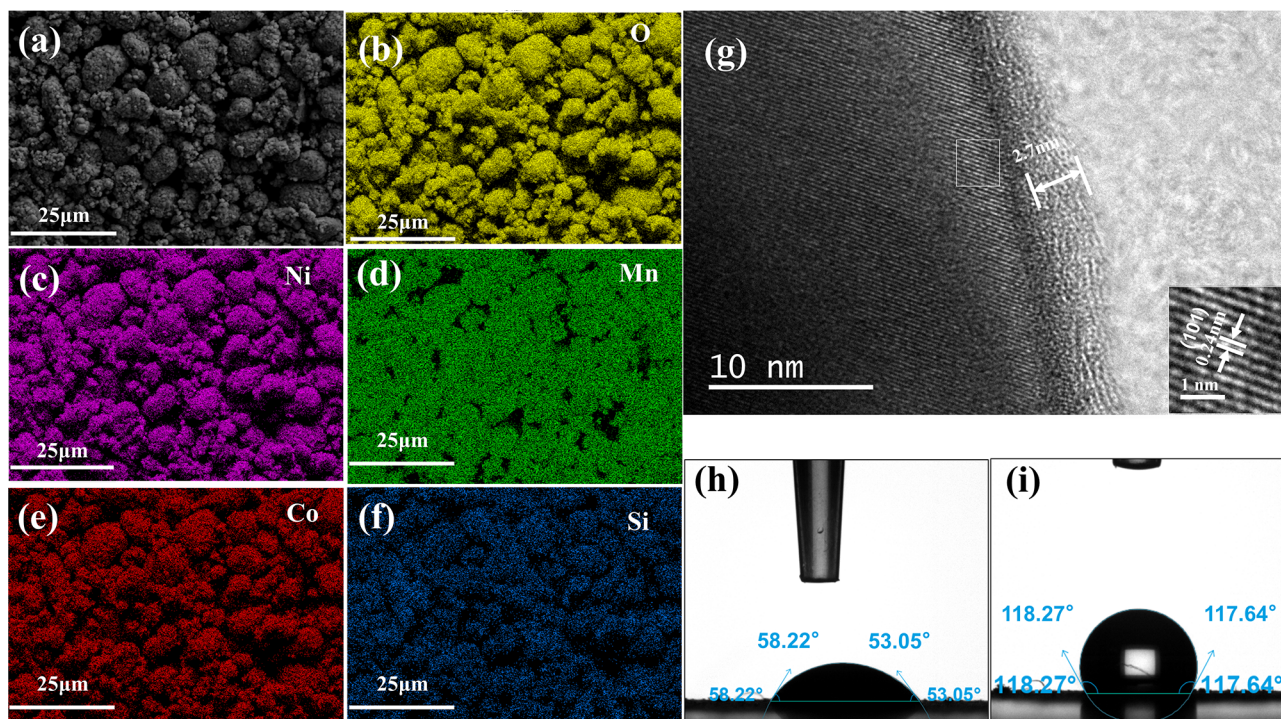 (a)
25μm
(b)
O
25μm
(c)
Ni
25μm
(d)
Mn
25μm
(e)
Co
25μm
(f)
Si
25μm
(g)
2.7nm
10 nm
(101)
0.24nm
1 nm
(h)
58.22°
53.05°
58.22°
53.05°
(i)
118.27°
117.64°
118.27°
117.64°